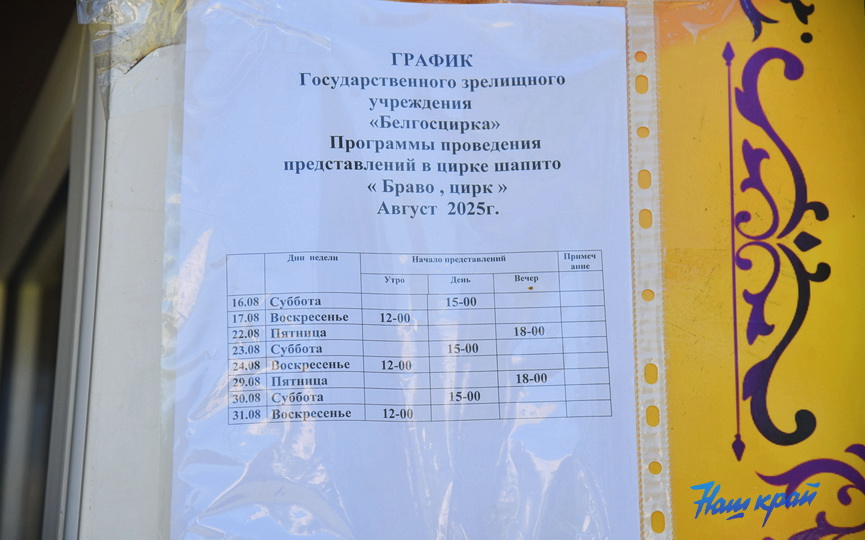 ГРАФИК
Государственного зрелищного
учреждения
«Белгосцирка»
Программы проведения
представлений в цирке шапито
« Браво , цирк »
Август 2025г.
Дни недели Начало представлений Примеч
ание
Утро День Вечер
16.08 Суббота 15-00
17.08 Воскресенье 12-00
22.08 Пятница 18-00
23.08 Суббота 15-00
24.08 Воскресенье 12-00
29.08 Пятница 18-00
30.08 Суббота 15-00
31.08 Воскресенье 12-00
Наш край